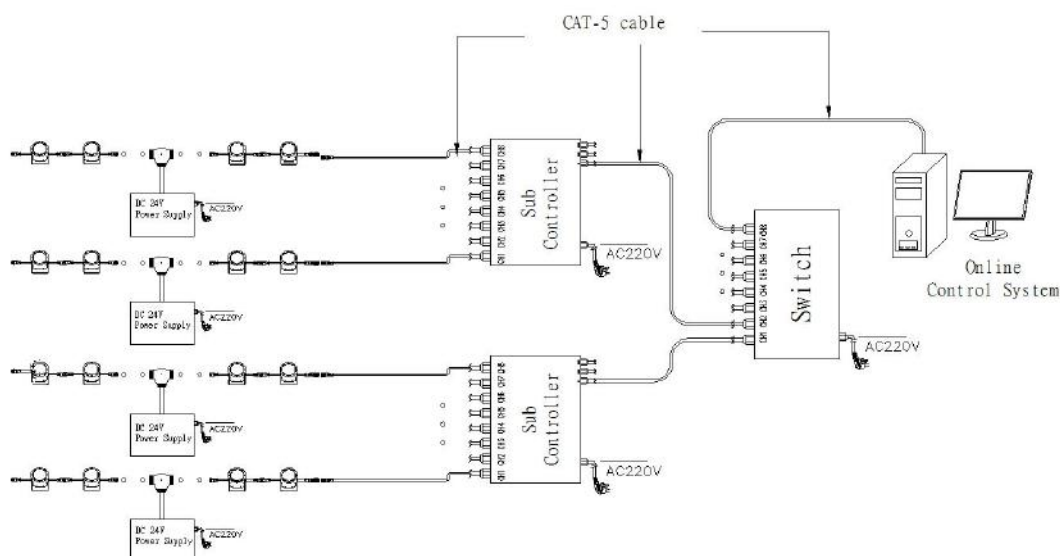 CAT-5 cable
DC 24V
Power Supply
AC220V
CH8
CH7
CH6
CH5
CH4
CH3
CH2
CH1
Sub
Controller
AC220V
DC 24V
Power Supply
AC220V
CH7 CH8
CH6
CH5
CH4
CH3
CH2
CH1
Switch
AC220V
Online
Control System
DC 24V
Power Supply
AC220V
CH8
CH7
CH6
CH5
CH4
CH2
CH1
Sub
Controller
AC220V
DC 24V
Power Supply
AC220V